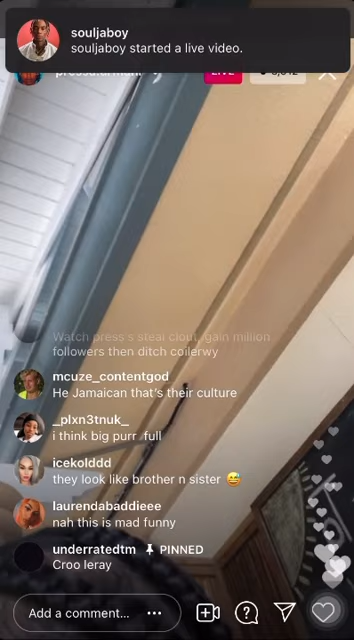 souljaboy
souljaboy started a live video.
LIVE
Watch press's steal clout, gain million
followers then ditch coilerwy
mcuze_contentgod
He Jamaican that's their culture
_plxn3tnuk_
i think big purr full
icekolddd
they look like brother n sister 😅
laurendabaddieee
nah this is mad funny
underratedtm PINNED
Croo leray
Add a comment...